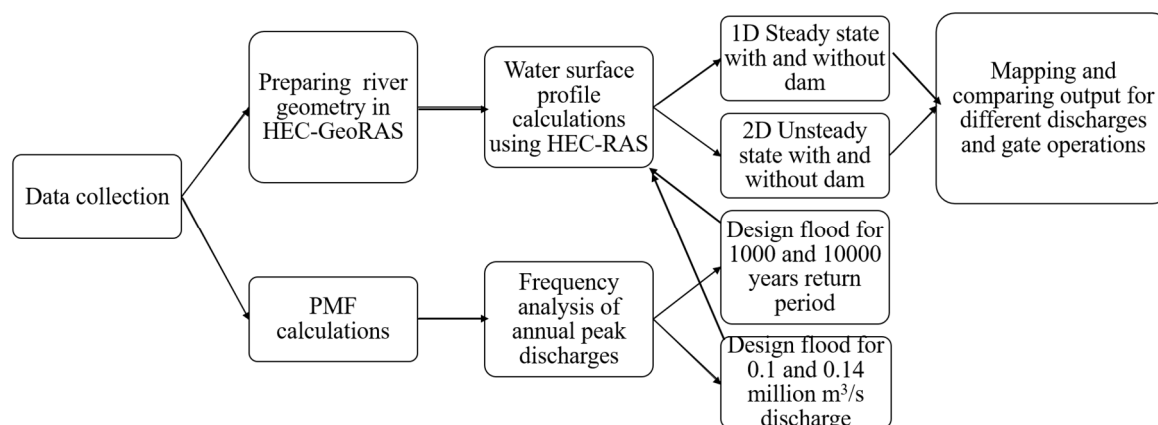 Data collection
Preparing river
geometry in
HEC-GeoRAS
PMF
calculations
Water surface
profile
calculations
using HEC-RAS
Frequency
analysis of
annual peak
discharges
1D Steady state
with and without
dam
2D Unsteady
state with and
without dam
Design flood for
1000 and 10000
years return
period
Design flood for
0.1 and 0.14
million m³/s
discharge
Mapping and
comparing output for
different discharges
and gate operations